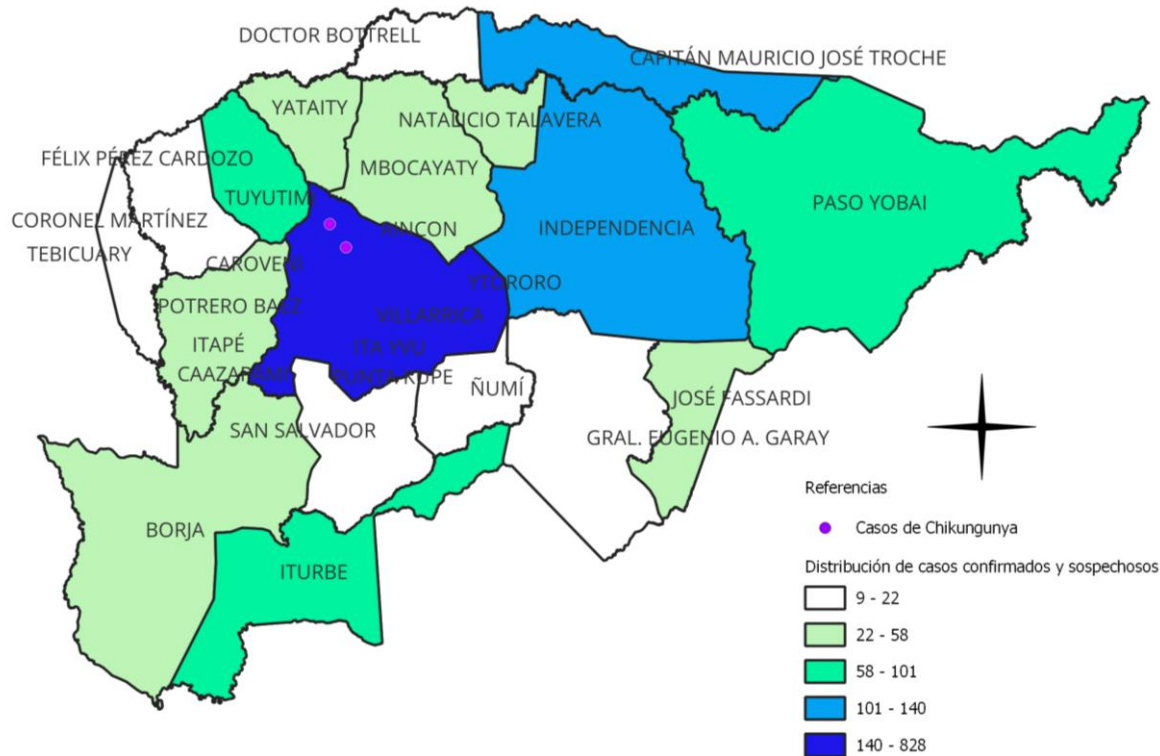 DOCTOR BOTTRELL
CAPITÁN MAURICIO JOSÉ TROCHE
YATAITY
NATALICIO TALAVERA
FÉLIX PÉREZ CARDOZO
MBOCAYATY
TUYUTIMI
PASO YOBAI
CORONEL MARTÍNEZ
RINCON
INDEPENDENCIA
TEBICUARY
CAROVENI
YTORORO
POTRERO BAEZ
VILLARRICA
ITAPÉ
ITA YVU
CAAZAPAMI
PUNTA KUPE
ÑUMÍ
JOSÉ FASSARDI
SAN SALVADOR
GRAL. EUGENIO A. GARAY
BORJA
ITURBE
Referencias
Casos de Chikungunya
Distribución de casos confirmados y sospechosos
9 - 22
22 - 58
58 - 101
101 - 140
140 - 828